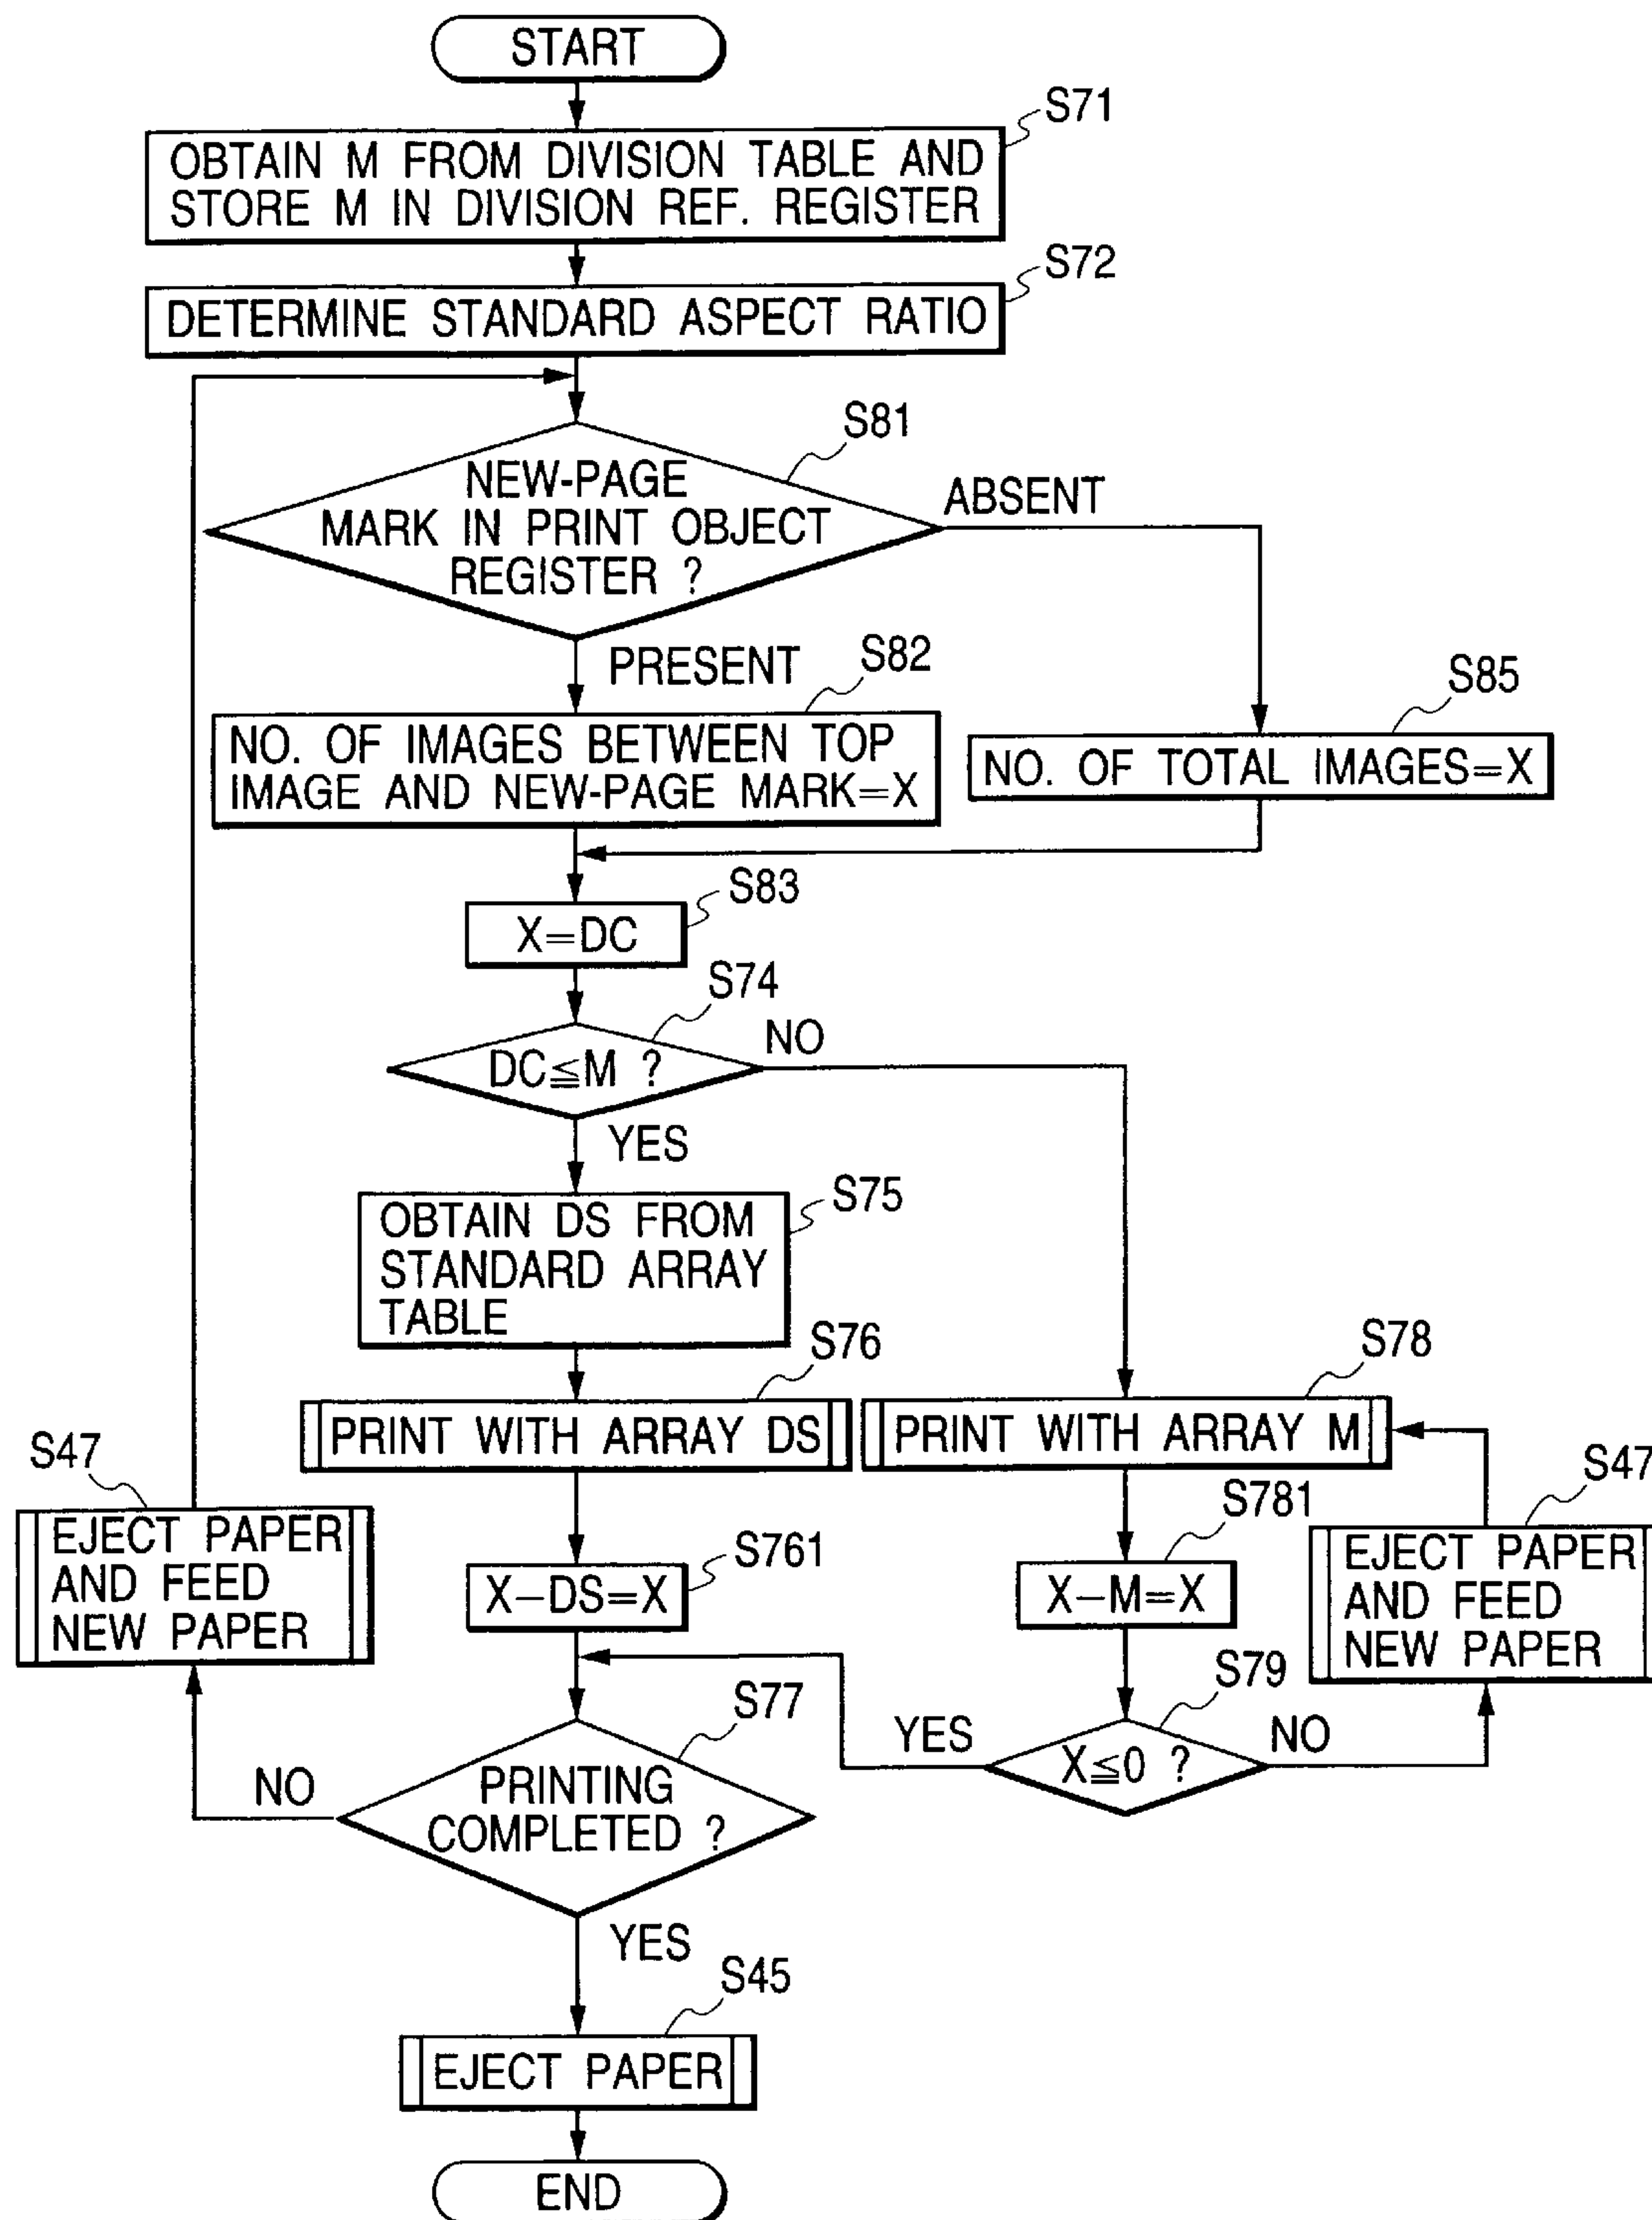 START
S71
OBTAIN M FROM DIVISION TABLE AND
STORE M IN DIVISION REF. REGISTER
S72
DETERMINE STANDARD ASPECT RATIO
S81
NEW-PAGE
MARK IN PRINT OBJECT
REGISTER ?
ABSENT
PRESENT
S82
NO. OF IMAGES BETWEEN TOP
IMAGE AND NEW-PAGE MARK=X
S85
NO. OF TOTAL IMAGES=X
S83
X=DC
S74
DC≦M ?
NO
YES
S75
OBTAIN DS FROM
STANDARD ARRAY
TABLE
S76
PRINT WITH ARRAY DS
S78
PRINT WITH ARRAY M
S47
EJECT PAPER
AND FEED
NEW PAPER
S761
X-DS=X
S781
X-M=X
S47
EJECT PAPER
AND FEED
NEW PAPER
S77
PRINTING
COMPLETED ?
NO
YES
S79
X≦0 ?
YES
NO
S45
EJECT PAPER
END